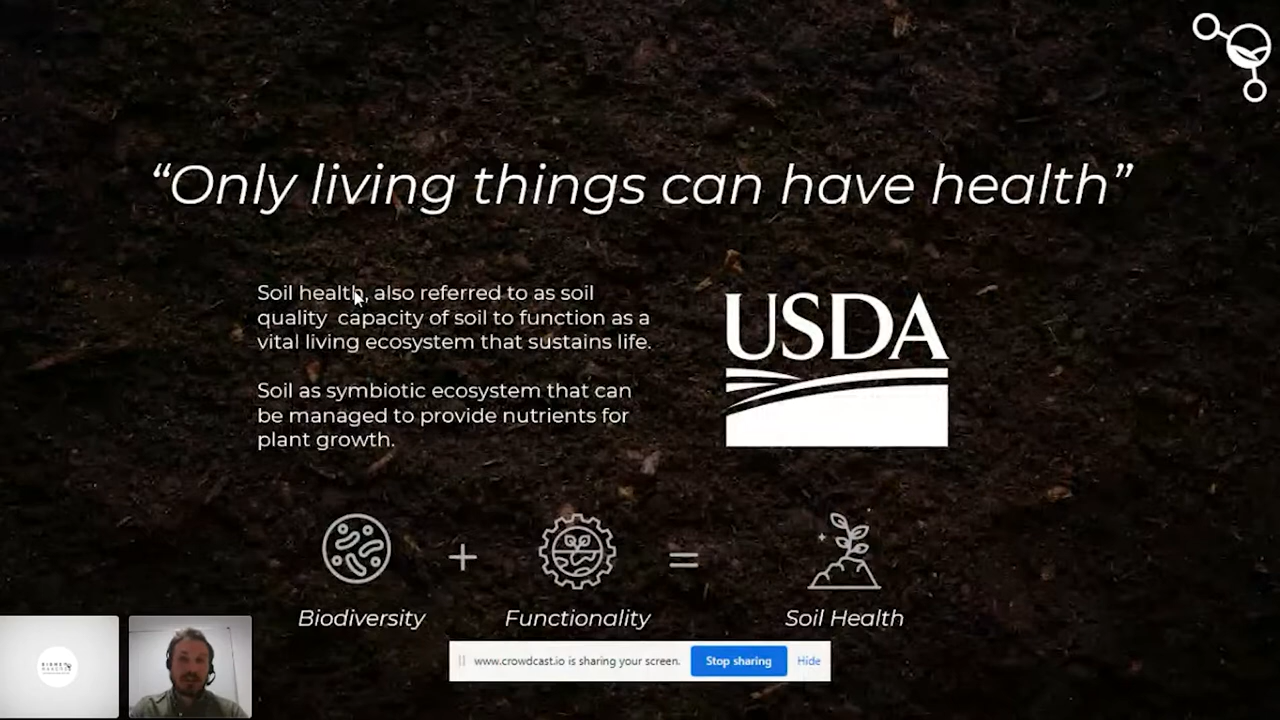 “Only living things can have health”
Soil health, also referred to as soil
quality capacity of soil to function as a
vital living ecosystem that sustains life.
Soil as symbiotic ecosystem that can
be managed to provide nutrients for
plant growth.
USDA
+
=
Biodiversity
Functionality
Soil Health
www.crowdcast.io is sharing your screen.
Stop sharing
Hide